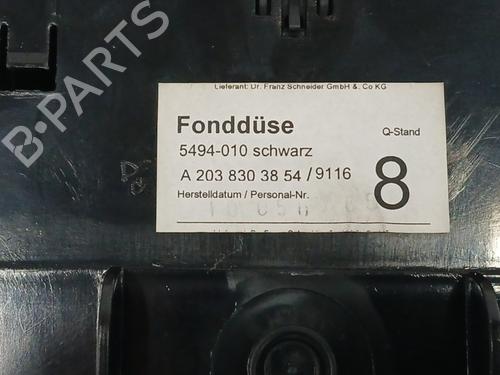 Lieferant: Dr. Franz Schneider GmbH &. Co KG
Fonddüse
Q-Stand
5494-010 schwarz
A 203 830 38 54 / 9116
8
Herstelldatum / Personal-Nr.
B-PARTS